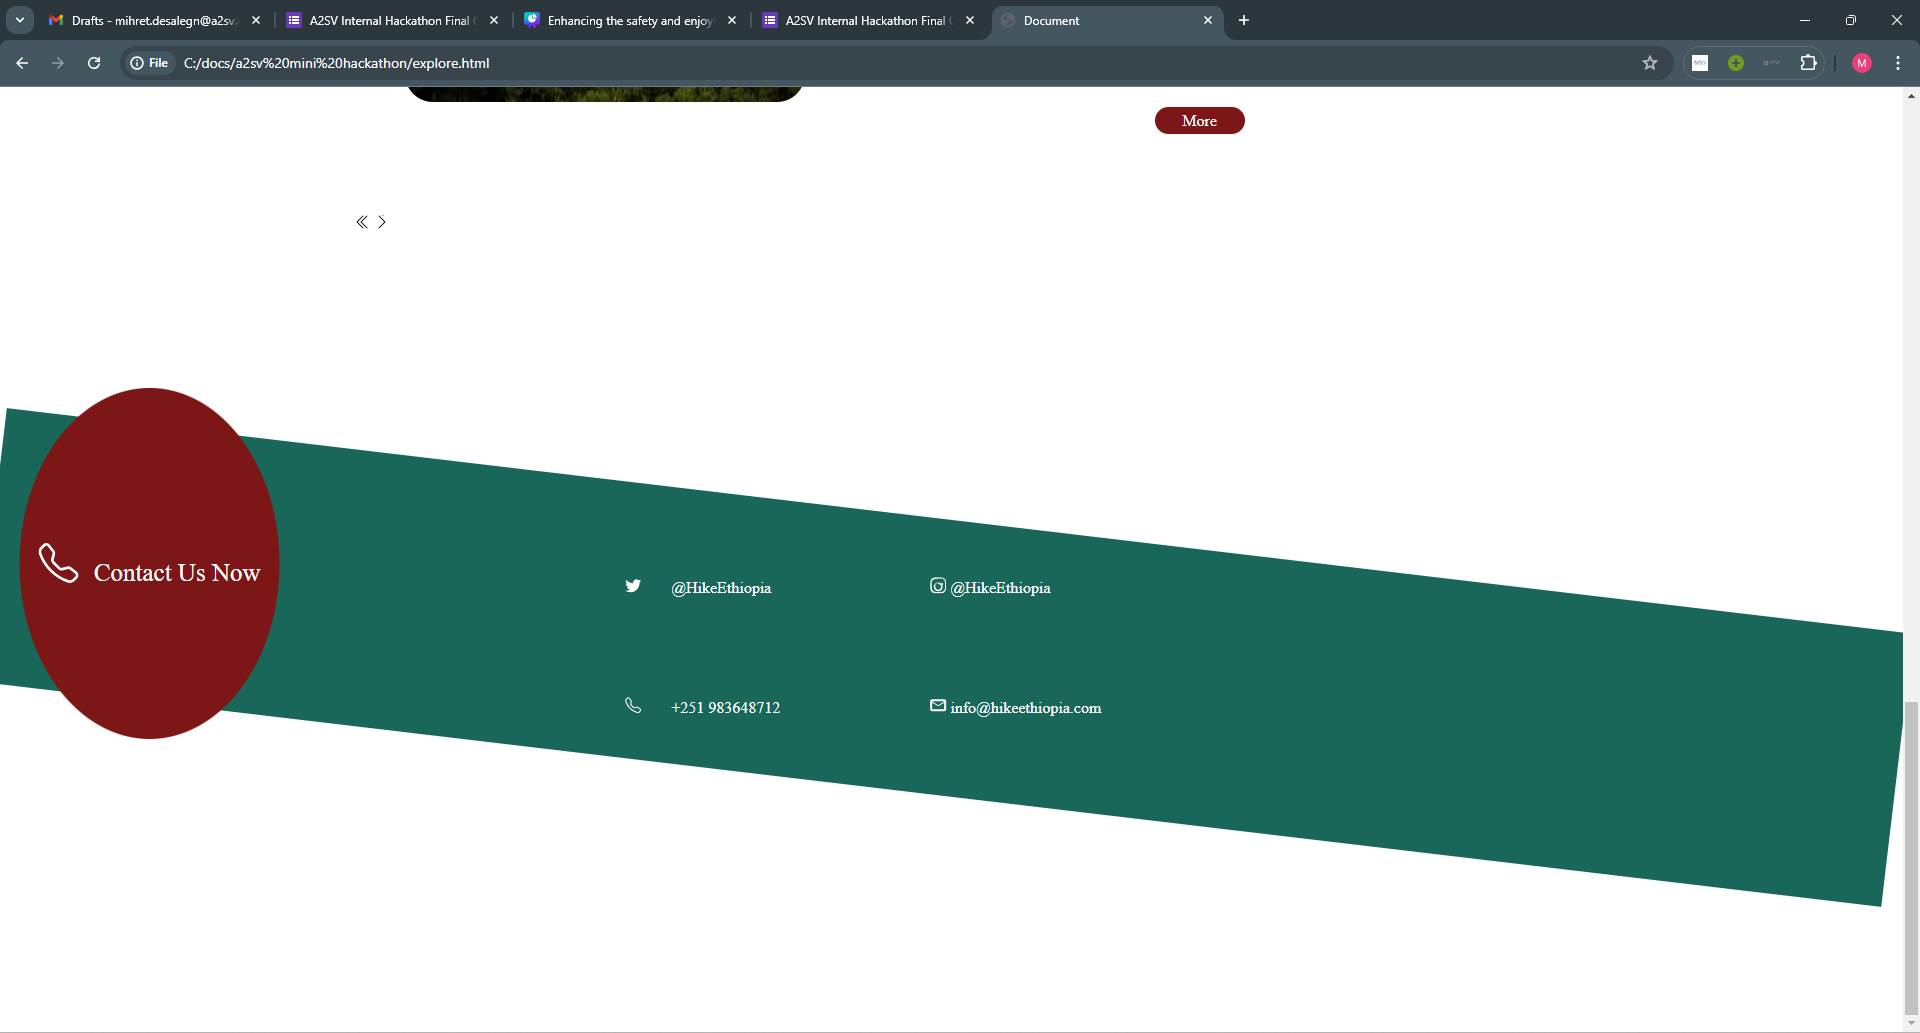 Drafts - mihret.desalegn@a2sv.
A2SV Internal Hackathon Final
Enhancing the safety and enjoy
A2SV Internal Hackathon Final
Document
File
C:/docs/a2sv%20mini%20hackathon/explore.html
M
More
Contact Us Now
@HikeEthiopia
@HikeEthiopia
+251 983648712
info@hikeethiopia.com